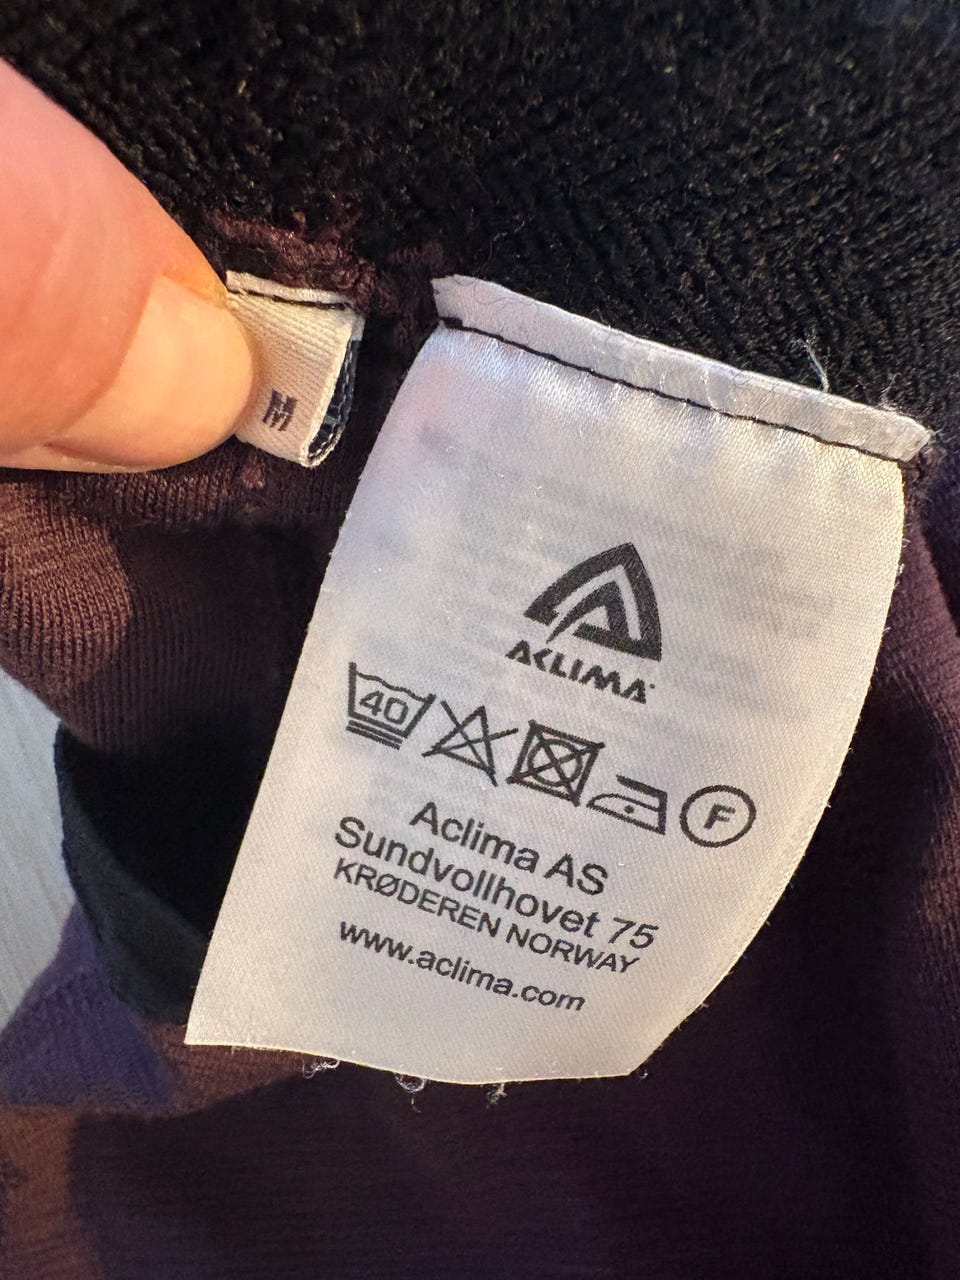 M
ACLIMA
40
F
Aclima AS
Sundvollhovet 75
KRØDEREN NORWAY
www.aclima.com